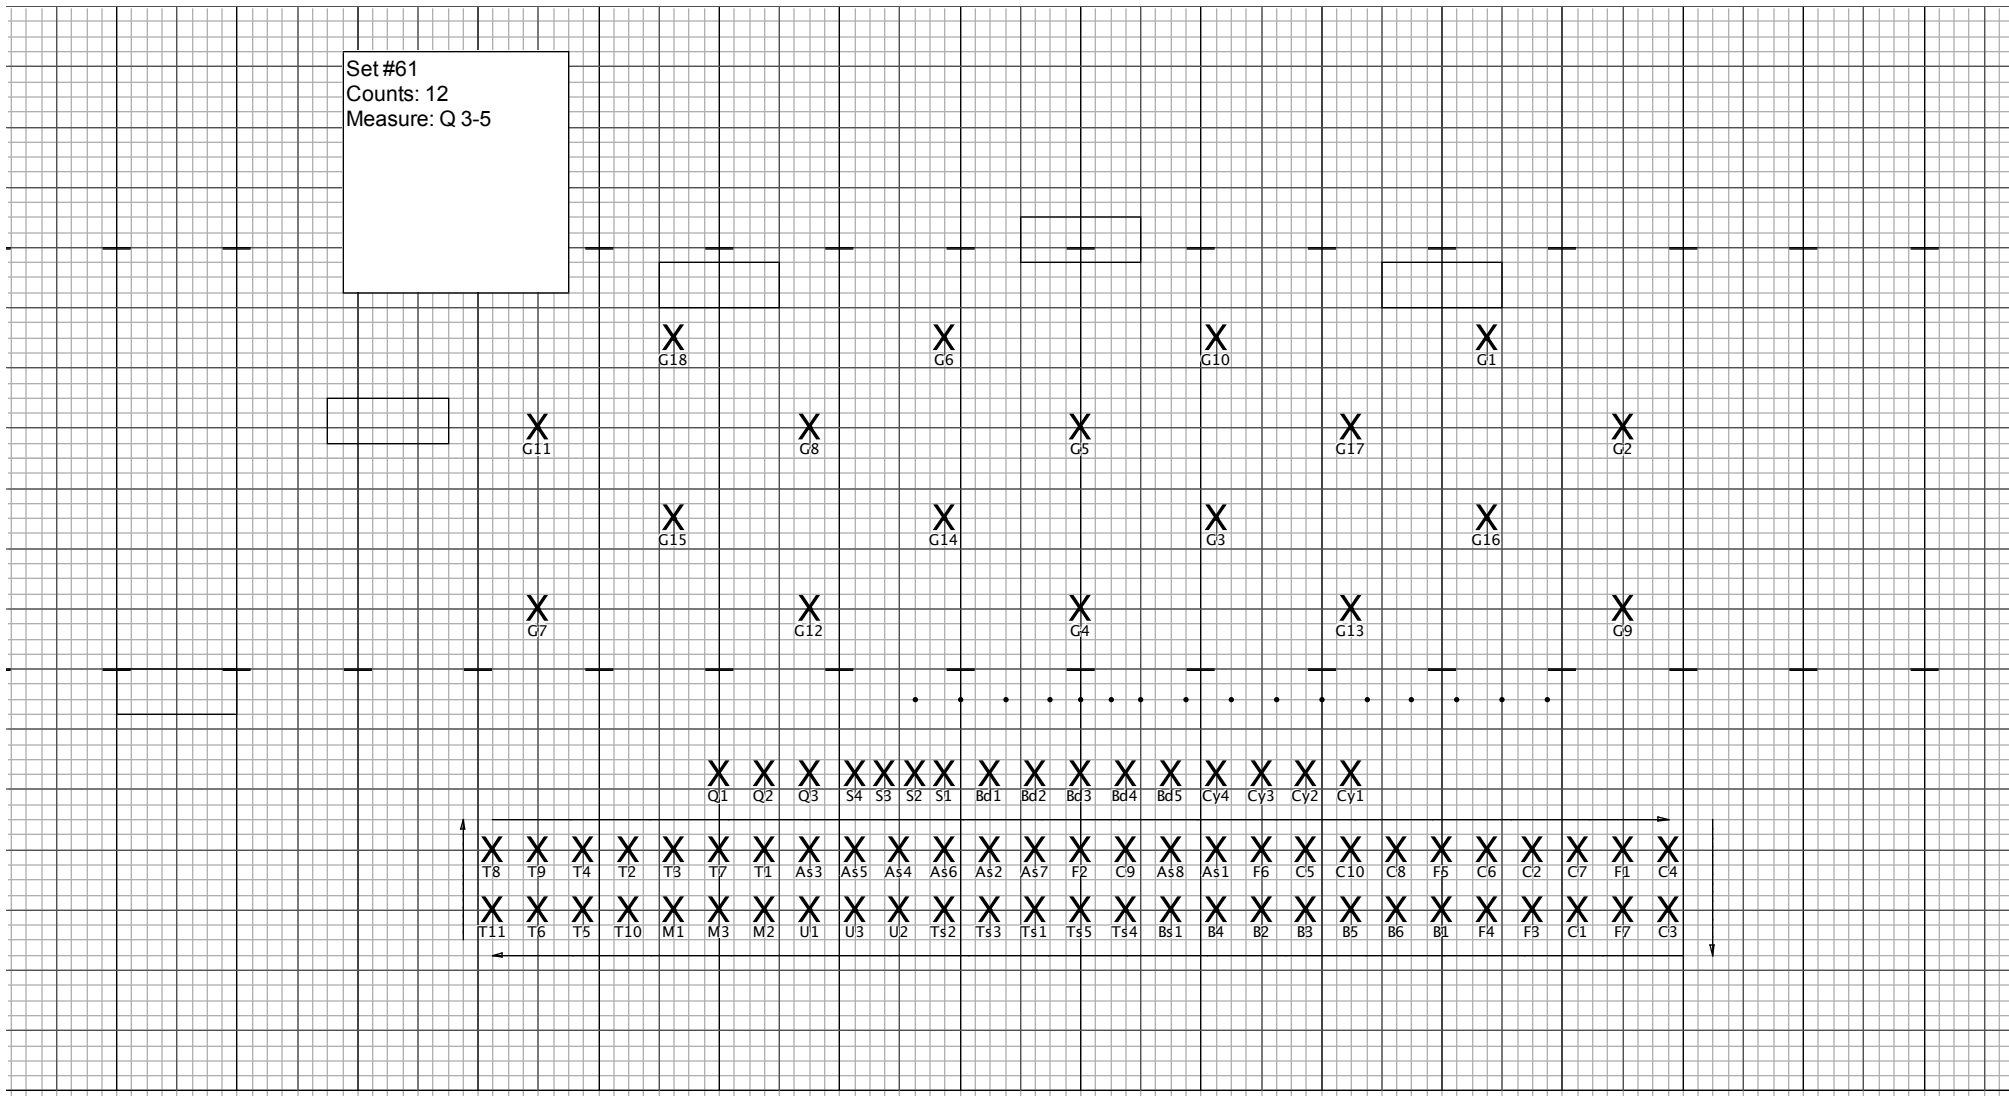 Set #61
Counts: 12
Measure: Q 3-5
G18 G6 G10 G1
G11 G8 G5 G17 G2
G15 G14 G3 G16
G7 G12 G4 G13 G9
Q1 Q2 Q3 S4 S3 S2 S1 Bd1 Bd2 Bd3 Bd4 Bd5 Cy4 Cy3 Cy2 Cy1
T8 T9 T4 T2 T3 T7 T1 As3 As5 As4 As6 As2 As7 F2 C9 As8 As1 F6 C5 C10 C8 F5 C6 C2 C7 F1 C4
T11 T6 T5 T10 M1 M3 M2 U1 U3 U2 Ts2 Ts3 Ts1 Ts5 Ts4 Bs1 B4 B2 B3 B5 B6 B1 F4 F3 C1 F7 C3